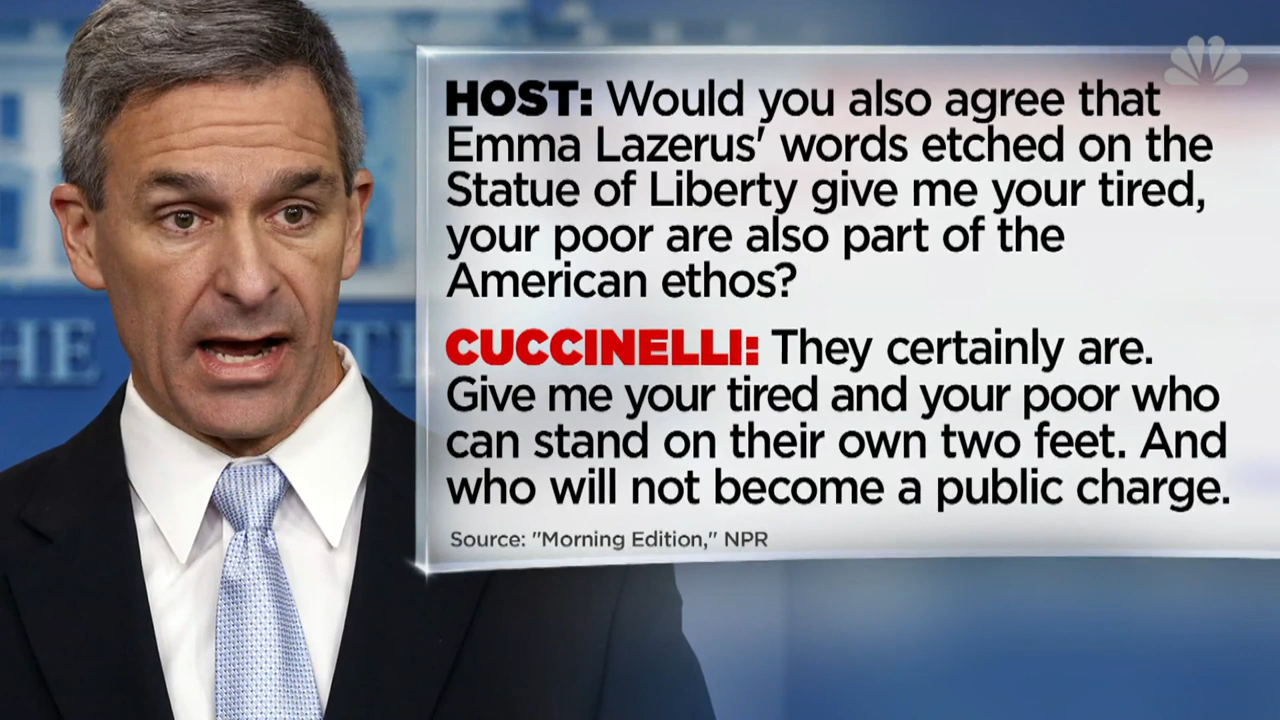 HOST: Would you also agree that
Emma Lazerus' words etched on the
Statue of Liberty give me your tired,
your poor are also part of the
American ethos?
CUCCINELLI: They certainly are.
Give me your tired and your poor who
can stand on their own two feet. And
who will not become a public charge.
Source: "Morning Edition," NPR
HE